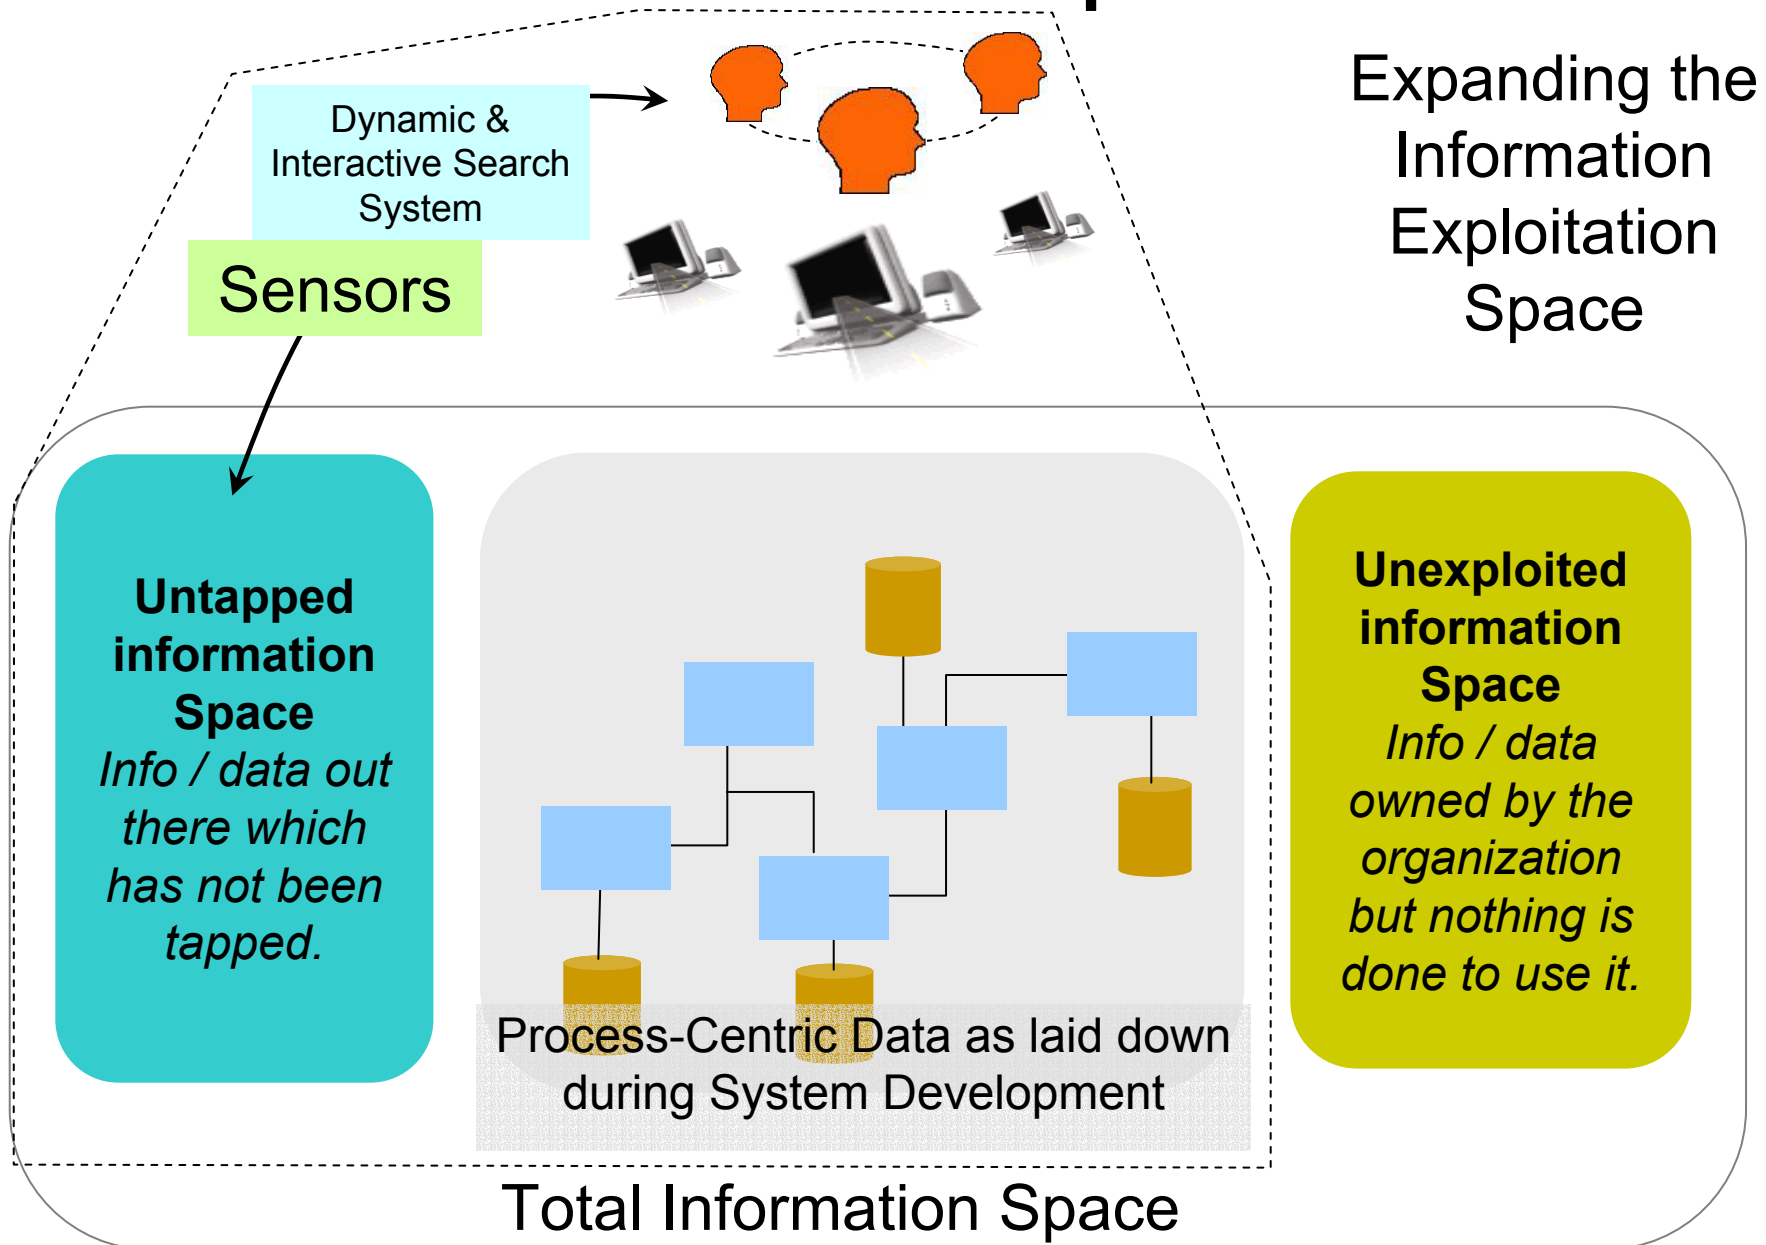 Expanding the
Information
Exploitation
Space
Dynamic &
Interactive Search
System
Sensors
Untapped
information
Space
Info / data out
there which
has not been
tapped.
Process-Centric Data as laid down
during System Development
Unexploited
information
Space
Info / data
owned by the
organization
but nothing is
done to use it.
Total Information Space